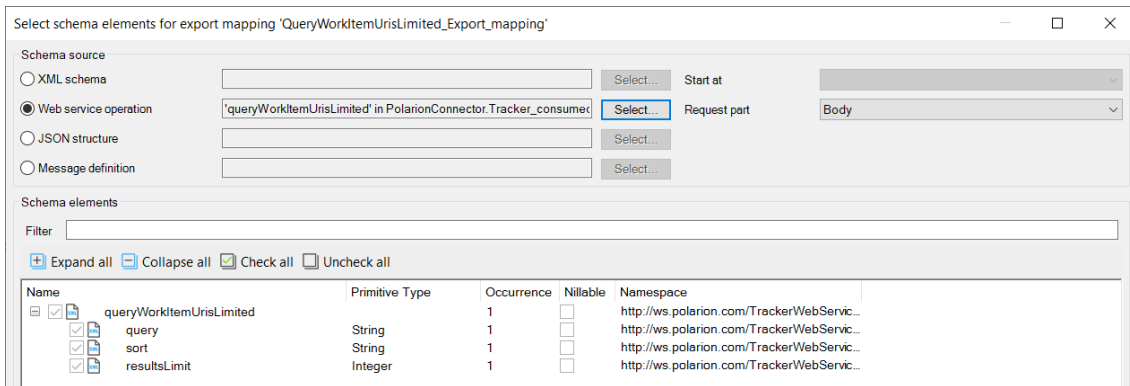 Select schema elements for export mapping 'QueryWorkItemUrisLimited_Export_mapping'
Schema source
XML schema Select... Start at
Web service operation 'queryWorkItemUrisLimited' in PolarionConnector.Tracker_consumed Select... Request part Body
JSON structure Select...
Message definition Select...
Schema elements
Filter
Expand all Collapse all Check all Uncheck all
Name Primitive Type Occurrence Nillable Namespace
queryWorkItemUrisLimited 1 http://ws.polarion.com/TrackerWebServic...
query String 1 http://ws.polarion.com/TrackerWebServic...
sort String 1 http://ws.polarion.com/TrackerWebServic...
resultsLimit Integer 1 http://ws.polarion.com/TrackerWebServic...